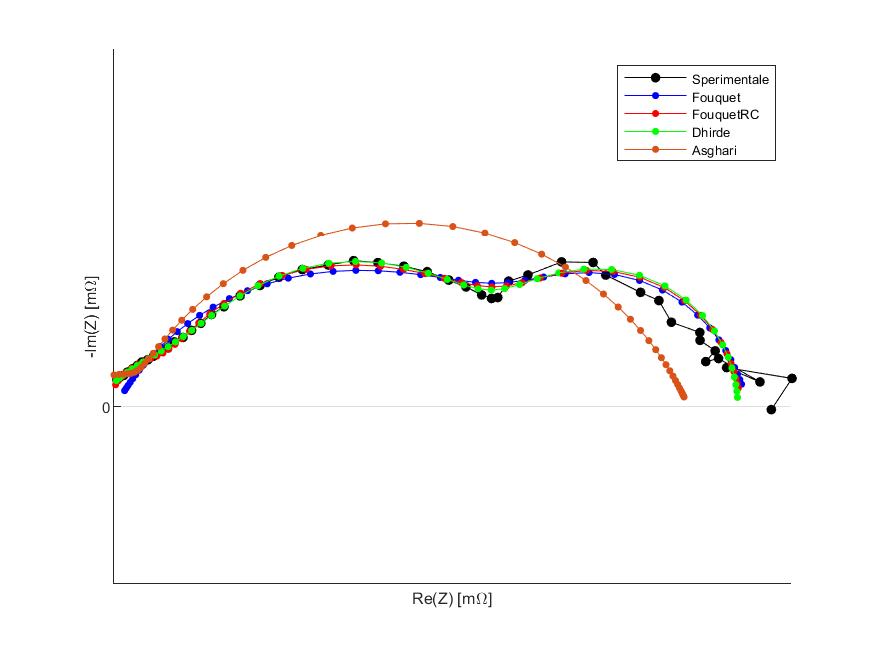 Sperimentale
Fouquet
FouquetRC
Dhirde
Asghari
-Im(Z) [mΩ]
0
Re(Z) [mΩ]